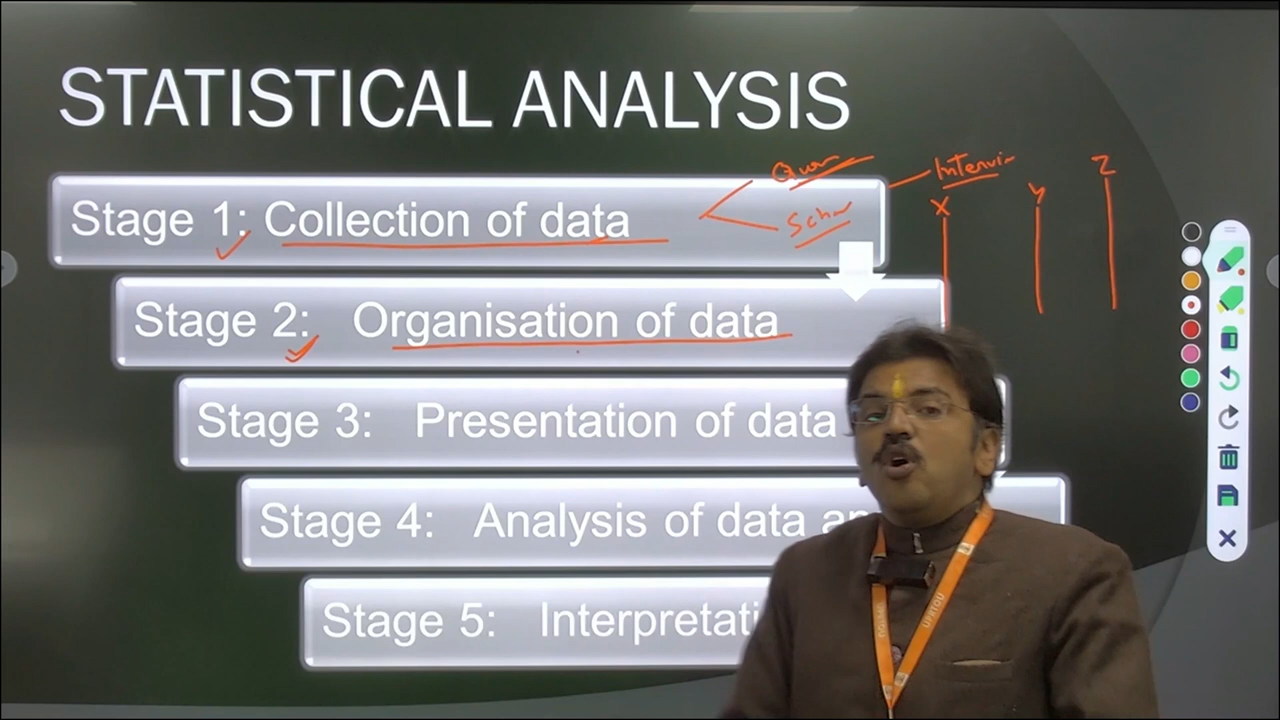 STATISTICAL ANALYSIS
Stage 1: Collection of data
Stage 2: Organisation of data
Stage 3: Presentation of data
Stage 4: Analysis of data
Stage 5:
X
Y
Z
UPRTOU